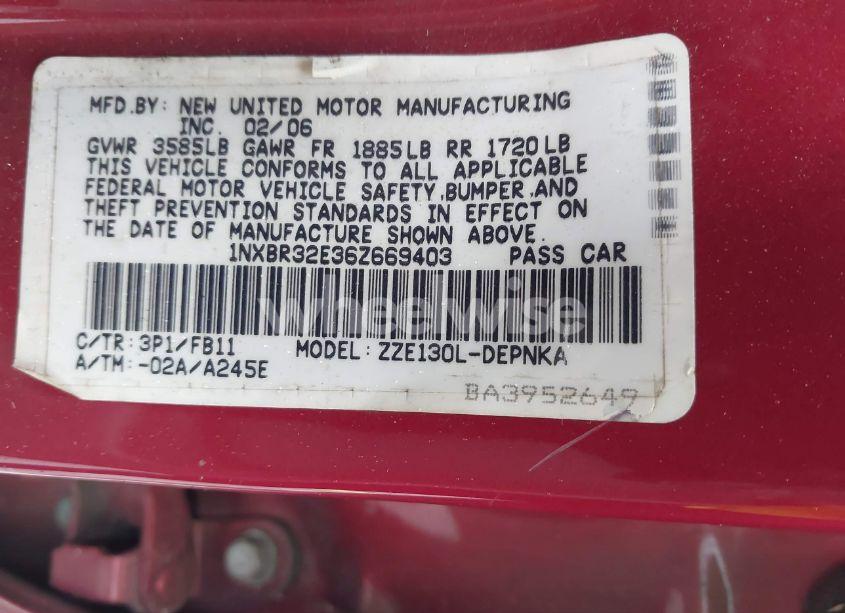 MFD.BY: NEW UNITED MOTOR MANUFACTURING
INC. 02/06
GVWR 3585LB GAWR FR 1885LB RR 1720LB
THIS VEHICLE CONFORMS TO ALL APPLICABLE
FEDERAL MOTOR VEHICLE SAFETY,BUMPER,AND
THEFT PREVENTION STANDARDS IN EFFECT ON
THE DATE OF MANUFACTURE SHOWN ABOVE.
1NXBR32E36Z669403 PASS CAR
wheelwise
C/TR: 3P1/FB11 MODEL: ZZE130L-DEPNKA
A/TM:-02A/A245E
BA3952649